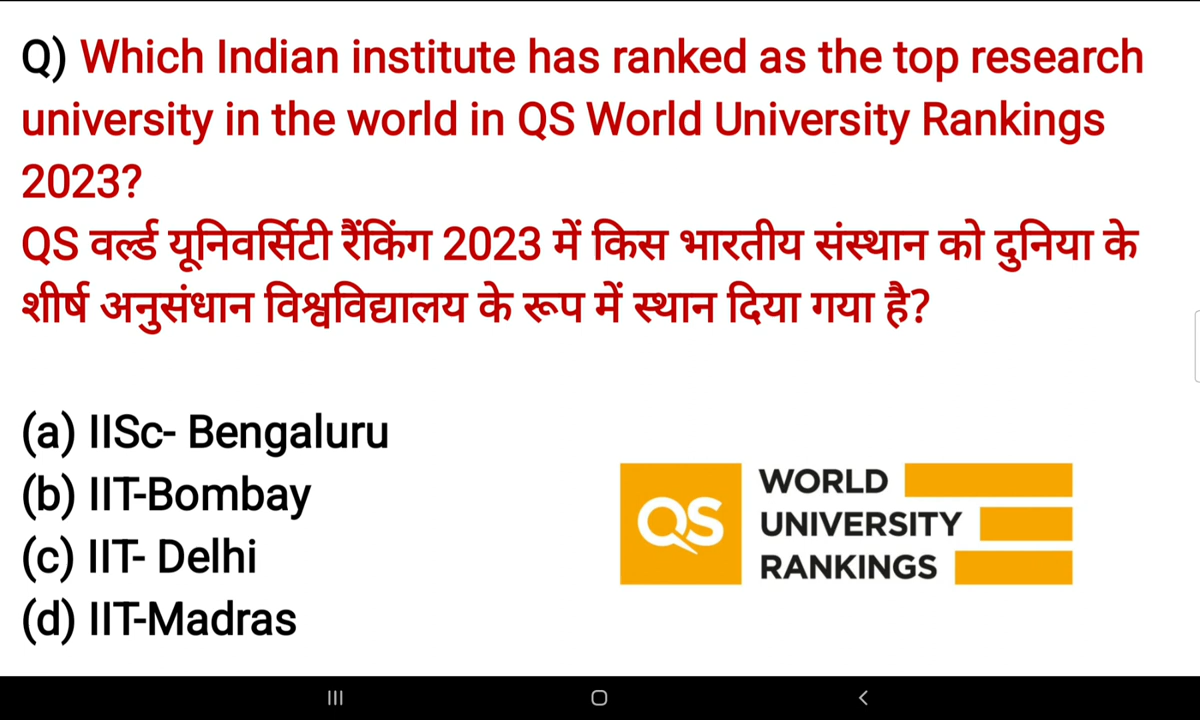 Q) Which Indian institute has ranked as the top research
university in the world in QS World University Rankings
2023?
QS वर्ल्ड यूनिवर्सिटी रैंकिंग 2023 में किस भारतीय संस्थान को दुनिया के
शीर्ष अनुसंधान विश्वविद्यालय के रूप में स्थान दिया गया है?
(a) IISc- Bengaluru
(b) IIT-Bombay
(c) IIT- Delhi
(d) IIT-Madras
QS
WORLD
UNIVERSITY
RANKINGS